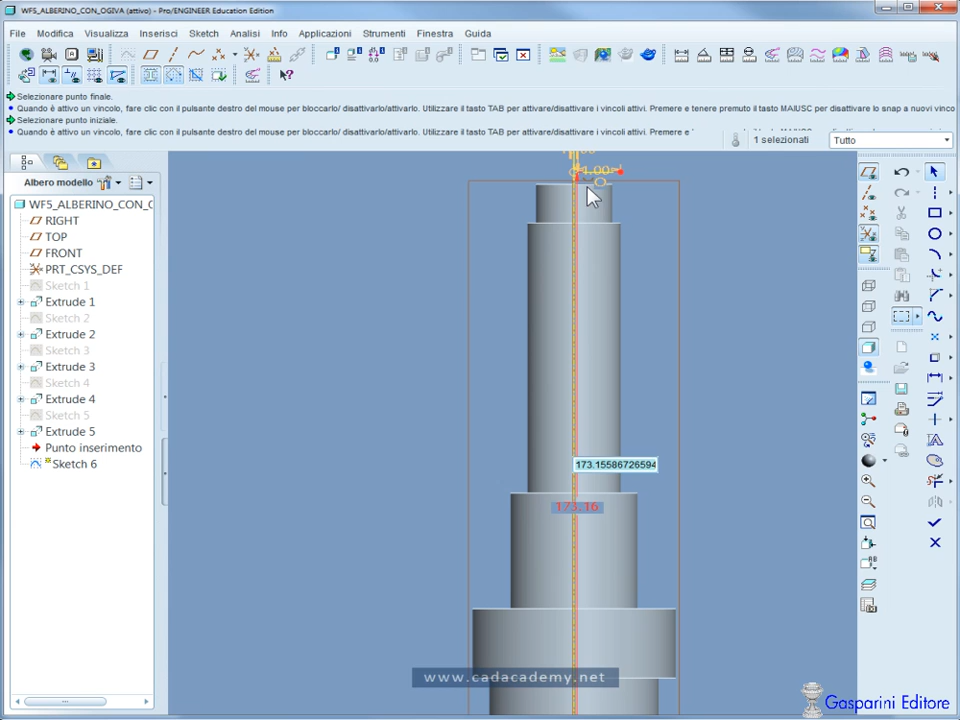 WF5_ALBERINO_CON_OGIVA (attivo) - Pro/ENGINEER Education Edition
File Modifica Visualizza Inserisci Sketch Analisi Info Applicazioni Strumenti Finestra Guida
Selezionare punto finale.
Quando è attivo un vincolo, fare clic con il pulsante destro del mouse per bloccarlo/ disattivarlo/attivarlo. Utilizzare il tasto TAB per attivare/disattivare i vincoli attivi. Premere e tenere premuto il tasto MAIUSC per disattivare lo snap a nuovi vinco
Selezionare punto iniziale.
Quando è attivo un vincolo, fare clic con il pulsante destro del mouse per bloccarlo/ disattivarlo/attivarlo. Utilizzare il tasto TAB per attivare/disattivare i vincoli attivi. Premere e
1 selezionati
Tutto
Albero modello
WF5_ALBERINO_CON_O
RIGHT
TOP
FRONT
PRT_CSYS_DEF
Sketch 1
Extrude 1
Sketch 2
Extrude 2
Sketch 3
Extrude 3
Sketch 4
Extrude 4
Sketch 5
Extrude 5
Punto inserimento
Sketch 6
173.15586726594
173.16
www.cadacademy.net
Gasparini Editore